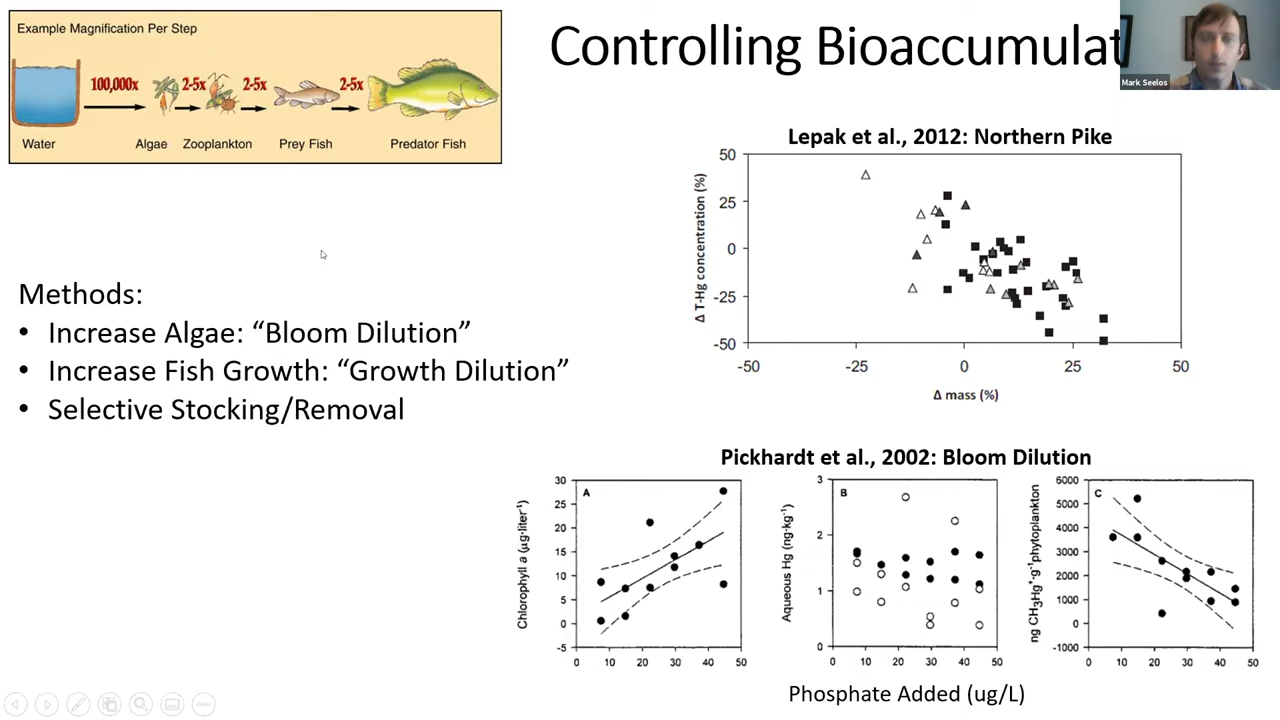 Example Magnification Per Step
100,000x
2-5x
2-5x
2-5x
Water
Algae
Zooplankton
Prey Fish
Predator Fish
Controlling Bioaccumulat
Mark Seelos
Methods:
• Increase Algae: “Bloom Dilution”
• Increase Fish Growth: “Growth Dilution”
• Selective Stocking/Removal
Lepak et al., 2012: Northern Pike
Δ T-Hg concentration (%)
50
25
0
-25
-50
-50
-25
0
25
50
Δ mass (%)
Pickhardt et al., 2002: Bloom Dilution
Chlorophyll a (µg·liter⁻¹)
A
30
25
20
15
10
5
0
-5
10
20
30
40
50
Aqueous Hg (ng·kg⁻¹)
B
3
2
1
0
0
10
20
30
40
50
ng CH₃Hg⁺·g⁻¹phytoplankton
C
6000
5000
4000
3000
2000
1000
0
-1000
0
10
20
30
40
50
Phosphate Added (ug/L)